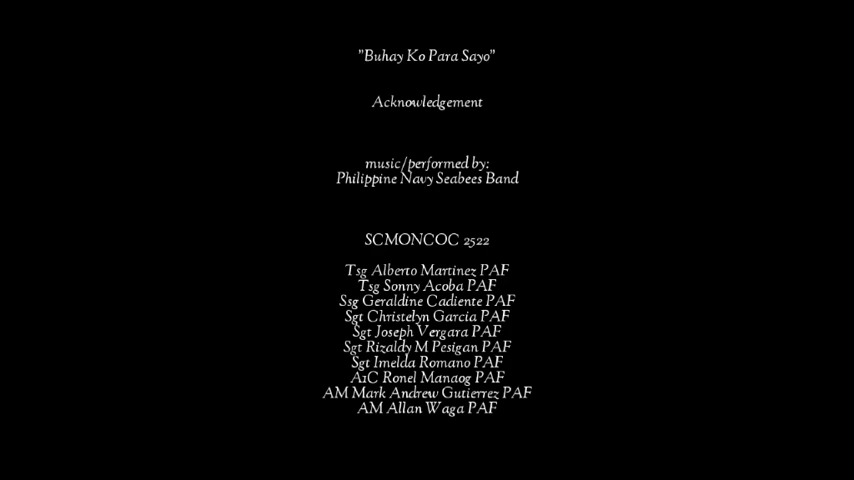 "Buhay Ko Para Sayo"
Acknowledgement
music/performed by:
Philippine Navy Seabees Band
SCMONCOC 2522
Tsg Alberto Martinez PAF
Tsg Sonny Acoba PAF
Ssg Geraldine Cadiente PAF
Sgt Christelyn Garcia PAF
Sgt Joseph Vergara PAF
Sgt Rizaldy M Pesigan PAF
Sgt Imelda Romano PAF
A1C Ronel Manaog PAF
AM Mark Andrew Gutierrez PAF
AM Allan Waga PAF